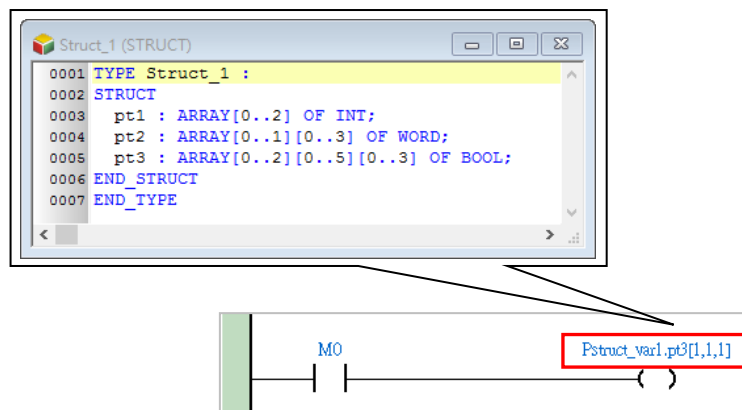 Struct_1 (STRUCT)
0001 TYPE Struct_1 :
0002 STRUCT
0003 pt1 : ARRAY[0..2] OF INT;
0004 pt2 : ARRAY[0..1][0..3] OF WORD;
0005 pt3 : ARRAY[0..2][0..5][0..3] OF BOOL;
0006 END_STRUCT
0007 END_TYPE
M0 Pstruct_var1.pt3[1,1,1]